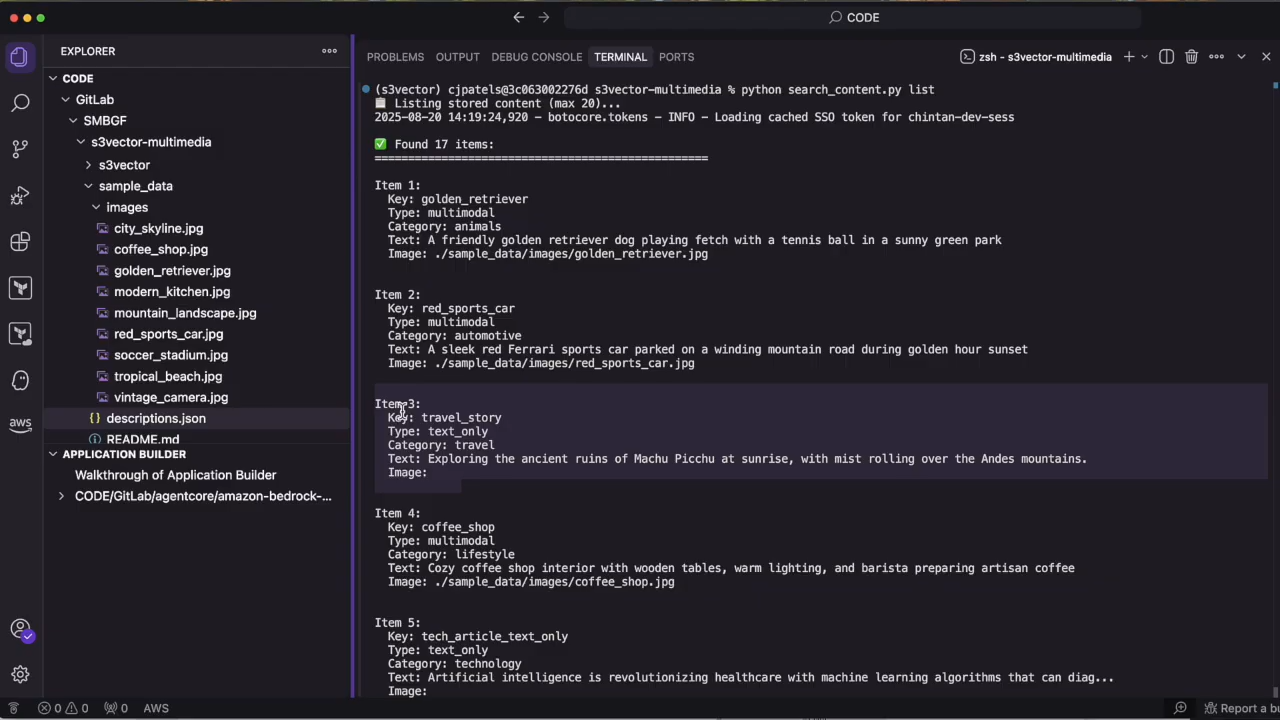 CODE
EXPLORER
CODE
GitLab
SMBGF
s3vector-multimedia
s3vector
sample_data
images
city_skyline.jpg
coffee_shop.jpg
golden_retriever.jpg
modern_kitchen.jpg
mountain_landscape.jpg
red_sports_car.jpg
soccer_stadium.jpg
tropical_beach.jpg
vintage_camera.jpg
{} descriptions.json
README.md
APPLICATION BUILDER
Walkthrough of Application Builder
CODE/GitLab/agentcore/amazon-bedrock-...
aws
PROBLEMS OUTPUT DEBUG CONSOLE TERMINAL PORTS
zsh - s3vector-multimedia
(s3vector) cjpatels@3c063002276d s3vector-multimedia % python search_content.py list
Listing stored content (max 20)...
2025-08-20 14:19:24,920 - botocore.tokens - INFO - Loading cached SSO token for chintan-dev-sess
Found 17 items:
==================================================
Item 1:
Key: golden_retriever
Type: multimodal
Category: animals
Text: A friendly golden retriever dog playing fetch with a tennis ball in a sunny green park
Image: ./sample_data/images/golden_retriever.jpg
Item 2:
Key: red_sports_car
Type: multimodal
Category: automotive
Text: A sleek red Ferrari sports car parked on a winding mountain road during golden hour sunset
Image: ./sample_data/images/red_sports_car.jpg
Item 3:
Key: travel_story
Type: text_only
Category: travel
Text: Exploring the ancient ruins of Machu Picchu at sunrise, with mist rolling over the Andes mountains.
Image:
Item 4:
Key: coffee_shop
Type: multimodal
Category: lifestyle
Text: Cozy coffee shop interior with wooden tables, warm lighting, and barista preparing artisan coffee
Image: ./sample_data/images/coffee_shop.jpg
Item 5:
Key: tech_article_text_only
Type: text_only
Category: technology
Text: Artificial intelligence is revolutionizing healthcare with machine learning algorithms that can diag...
Image:
0 0 0 AWS
Report a bu